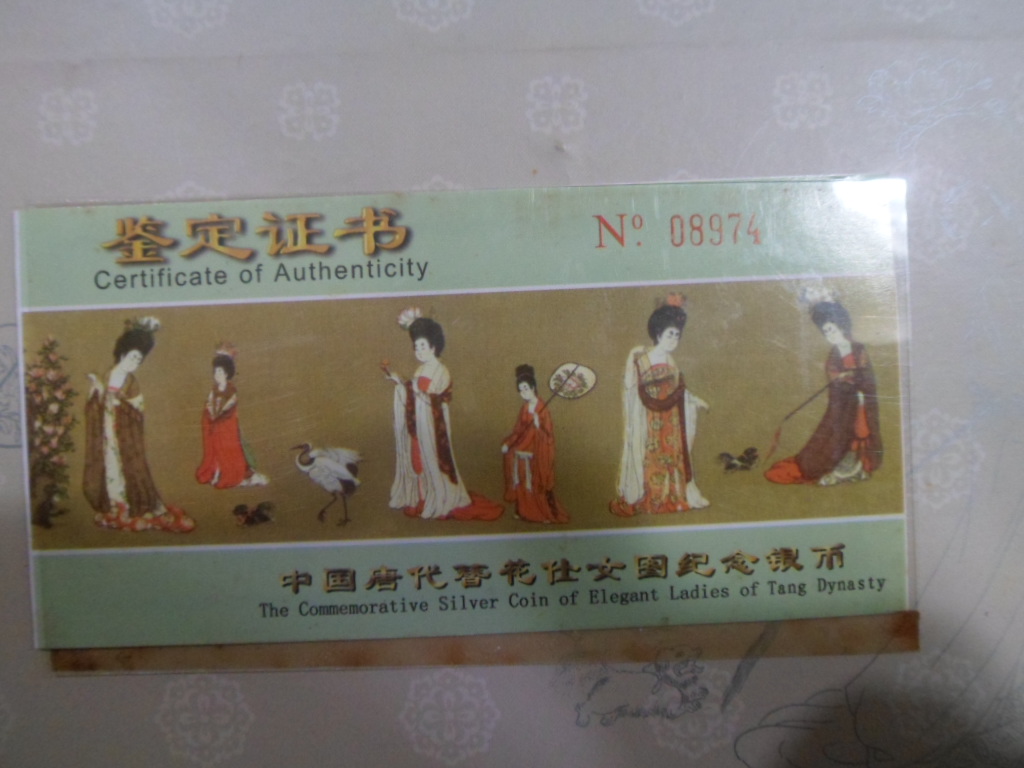 鉴定证书
Certificate of Authenticity
Nº. 08974
中国唐代簪花仕女图纪念银币
The Commemorative Silver Coin of Elegant Ladies of Tang Dynasty